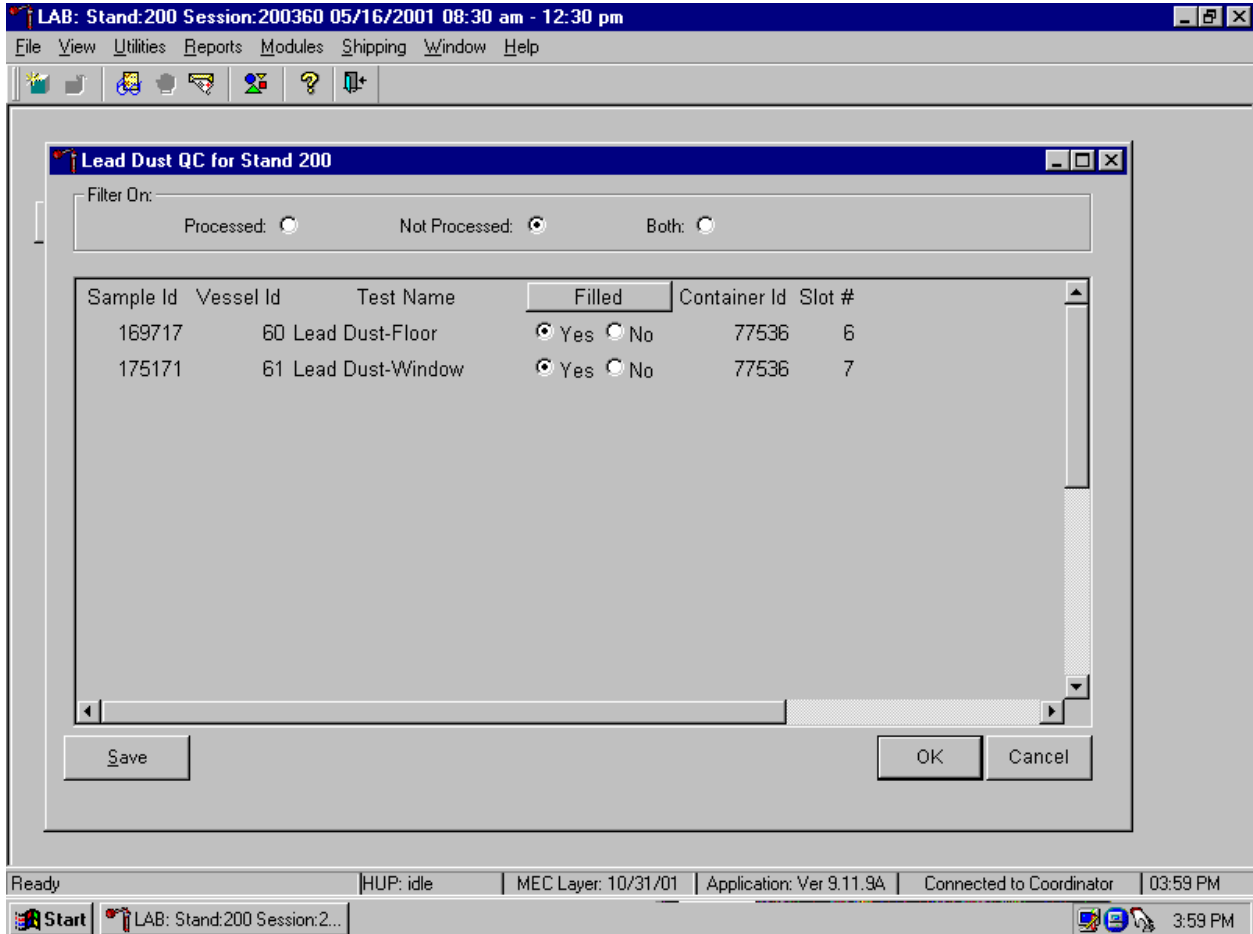 LAB: Stand:200 Session:200360 05/16/2001 08:30 am - 12:30 pm
File View Utilities Reports Modules Shipping Window Help
Lead Dust QC for Stand 200
Filter On:
Processed: Not Processed: Both:
Sample Id Vessel Id Test Name Filled Container Id Slot #
169717 60 Lead Dust-Floor Yes No 77536 6
175171 61 Lead Dust-Window Yes No 77536 7
Save OK Cancel
Ready HUP: idle MEC Layer: 10/31/01 Application: Ver 9.11.9A Connected to Coordinator 03:59 PM
Start LAB: Stand:200 Session:2... 3:59 PM